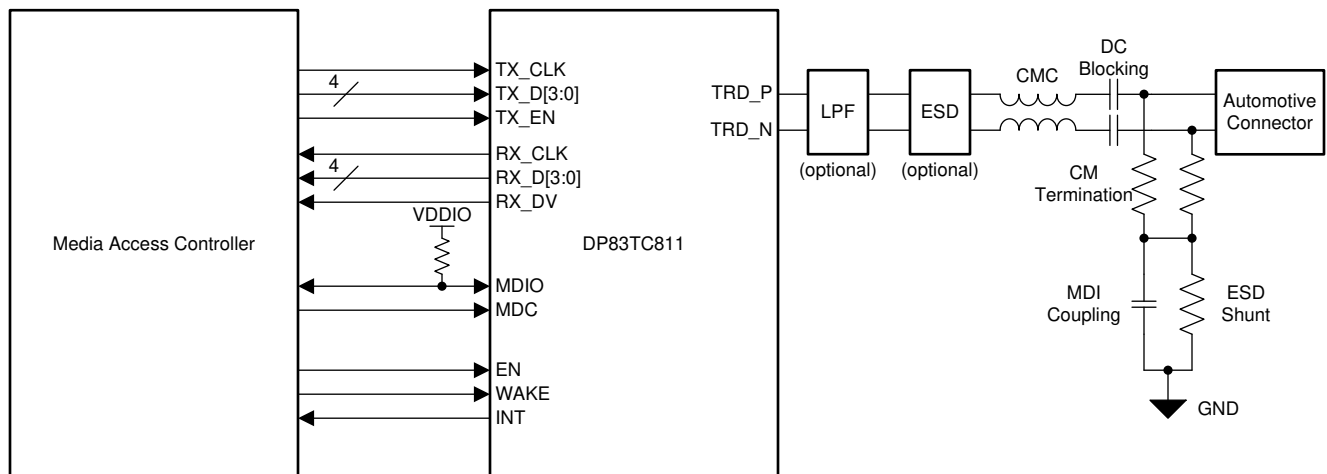 Media Access Controller
4
4
VDDIO
TX_CLK
TX_D[3:0]
TX_EN
RX_CLK
RX_D[3:0]
RX_DV
MDIO
MDC
EN
WAKE
INT
DP83TC811
TRD_P
TRD_N
LPF
(optional)
ESD
(optional)
CMC
DC
Blocking
Automotive
Connector
CM
Termination
MDI
Coupling
ESD
Shunt
GND